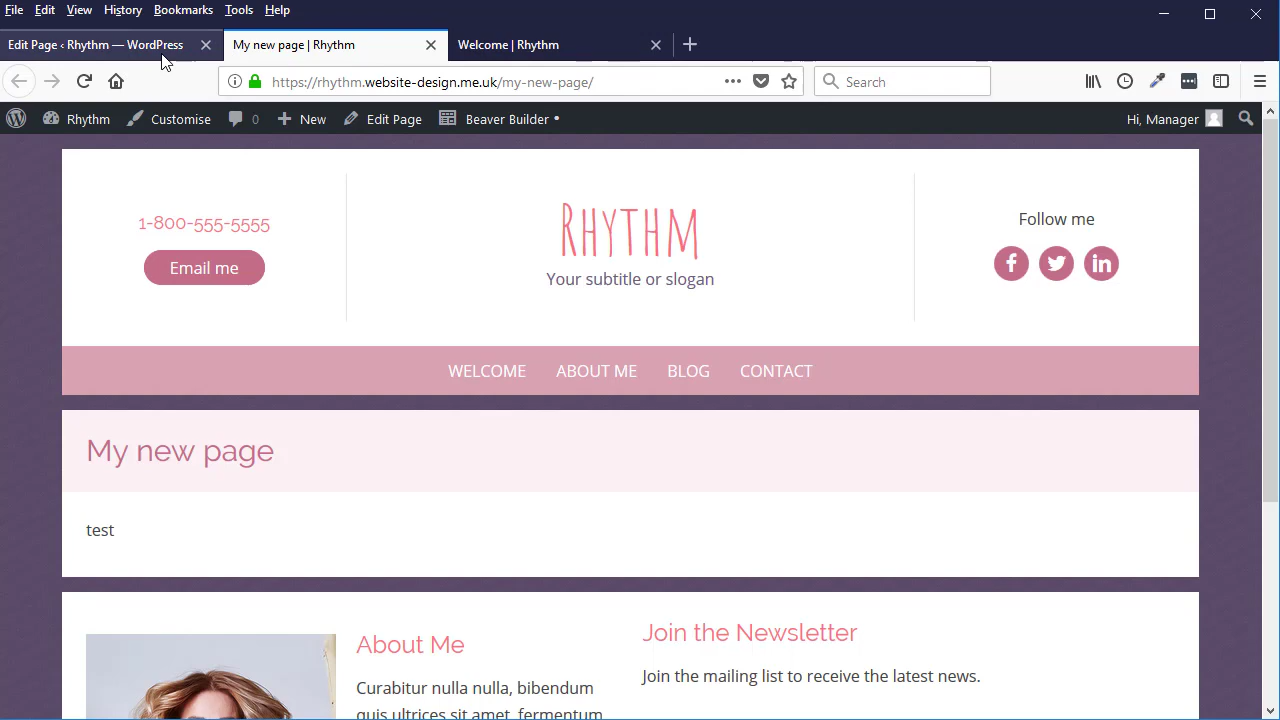 File Edit View History Bookmarks Tools Help
Edit Page ‹ Rhythm — WordPress
My new page | Rhythm
Welcome | Rhythm
https://rhythm.website-design.me.uk/my-new-page/
Search
Rhythm
Customise
0
New
Edit Page
Beaver Builder •
Hi, Manager
1-800-555-5555
Email me
Rhythm
Your subtitle or slogan
Follow me
WELCOME ABOUT ME BLOG CONTACT
My new page
test
About Me
Curabitur nulla nulla, bibendum
quis ultrices sit amet, fermentum
Join the Newsletter
Join the mailing list to receive the latest news.